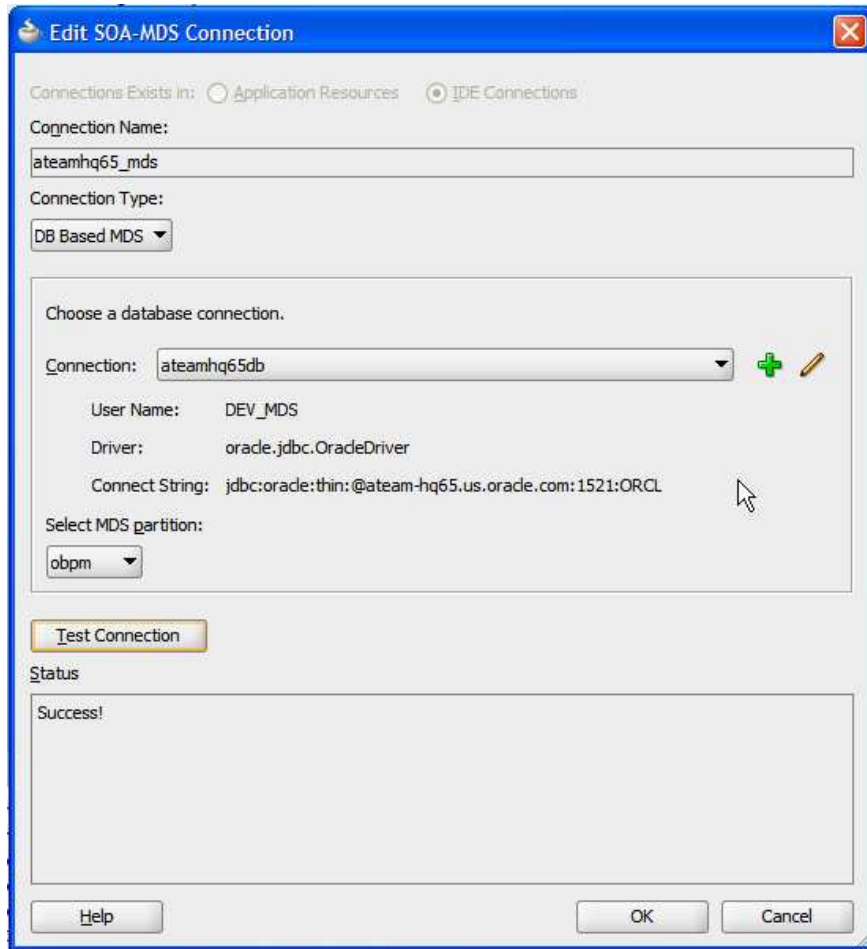 Edit SOA-MDS Connection
Connections Exists in: Application Resources IDE Connections
Connection Name:
ateamhq65_mds
Connection Type:
DB Based MDS
Choose a database connection.
Connection: ateamhq65db
User Name: DEV_MDS
Driver: oracle.jdbc.OracleDriver
Connect String: jdbc:oracle:thin:@ateam-hq65.us.oracle.com:1521:ORCL
Select MDS partition:
obpm
Test Connection
Status
Success!
Help OK Cancel